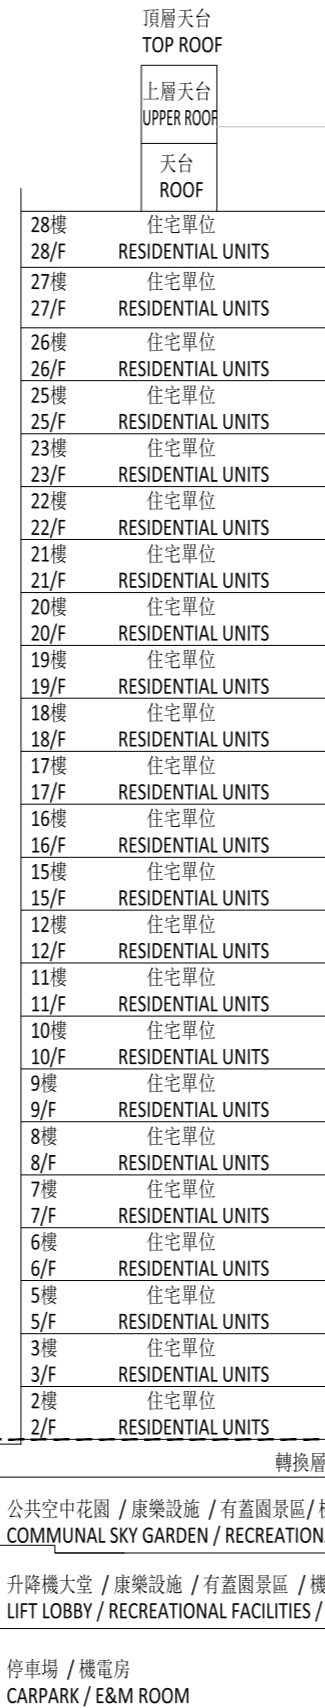 頂層天台
TOP ROOF
上層天台
UPPER ROOF
天台
ROOF
28樓 住宅單位
28/F RESIDENTIAL UNITS
27樓 住宅單位
27/F RESIDENTIAL UNITS
26樓 住宅單位
26/F RESIDENTIAL UNITS
25樓 住宅單位
25/F RESIDENTIAL UNITS
23樓 住宅單位
23/F RESIDENTIAL UNITS
22樓 住宅單位
22/F RESIDENTIAL UNITS
21樓 住宅單位
21/F RESIDENTIAL UNITS
20樓 住宅單位
20/F RESIDENTIAL UNITS
19樓 住宅單位
19/F RESIDENTIAL UNITS
18樓 住宅單位
18/F RESIDENTIAL UNITS
17樓 住宅單位
17/F RESIDENTIAL UNITS
16樓 住宅單位
16/F RESIDENTIAL UNITS
15樓 住宅單位
15/F RESIDENTIAL UNITS
12樓 住宅單位
12/F RESIDENTIAL UNITS
11樓 住宅單位
11/F RESIDENTIAL UNITS
10樓 住宅單位
10/F RESIDENTIAL UNITS
9樓 住宅單位
9/F RESIDENTIAL UNITS
8樓 住宅單位
8/F RESIDENTIAL UNITS
7樓 住宅單位
7/F RESIDENTIAL UNITS
6樓 住宅單位
6/F RESIDENTIAL UNITS
5樓 住宅單位
5/F RESIDENTIAL UNITS
3樓 住宅單位
3/F RESIDENTIAL UNITS
2樓 住宅單位
2/F RESIDENTIAL UNITS
轉換層
公共空中花園 / 康樂設施 / 有蓋園景區 /
COMMUNAL SKY GARDEN / RECREATION
升降機大堂 / 康樂設施 / 有蓋園景區 / 機
LIFT LOBBY / RECREATIONAL FACILITIES /
停車場 / 機電房
CARPARK / E&M ROOM